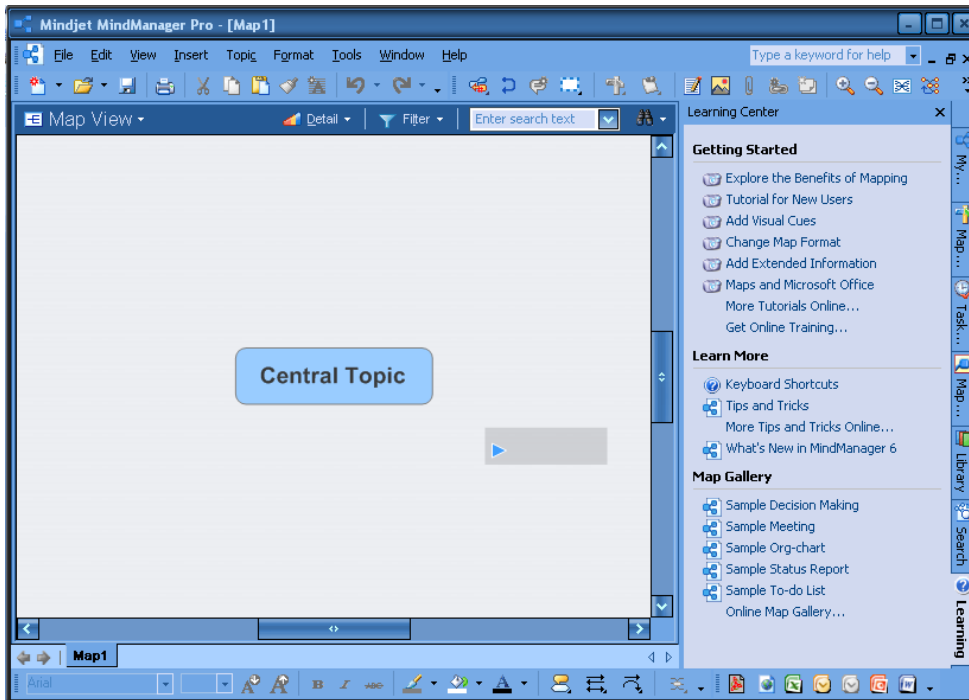 Mindjet MindManager Pro - [Map1]
File Edit View Insert Topic Format Tools Window Help
Type a keyword for help
Map View
Detail
Filter
Enter search text
Central Topic
Learning Center
Getting Started
Explore the Benefits of Mapping
Tutorial for New Users
Add Visual Cues
Change Map Format
Add Extended Information
Maps and Microsoft Office
More Tutorials Online...
Get Online Training...
Learn More
Keyboard Shortcuts
Tips and Tricks
More Tips and Tricks Online...
What's New in MindManager 6
Map Gallery
Sample Decision Making
Sample Meeting
Sample Org-chart
Sample Status Report
Sample To-do List
Online Map Gallery...
My...
Map...
Task...
Map...
Library
Search
Learning
Map1
Arial
B I abc